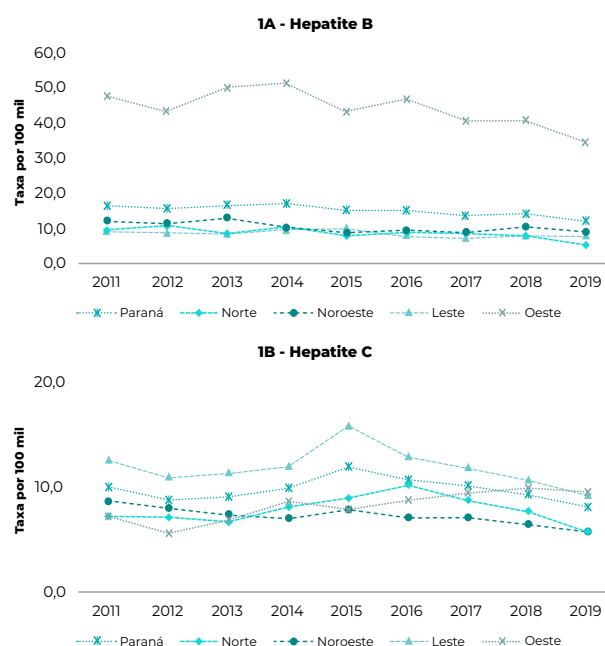 1A - Hepatite B
60,0
50,0
40,0
30,0
20,0
10,0
0,0
Taxa por 100 mil
2011 2012 2013 2014 2015 2016 2017 2018 2019
Paraná Norte Noroeste Leste Oeste
1B - Hepatite C
20,0
10,0
0,0
Taxa por 100 mil
2011 2012 2013 2014 2015 2016 2017 2018 2019
Paraná Norte Noroeste Leste Oeste